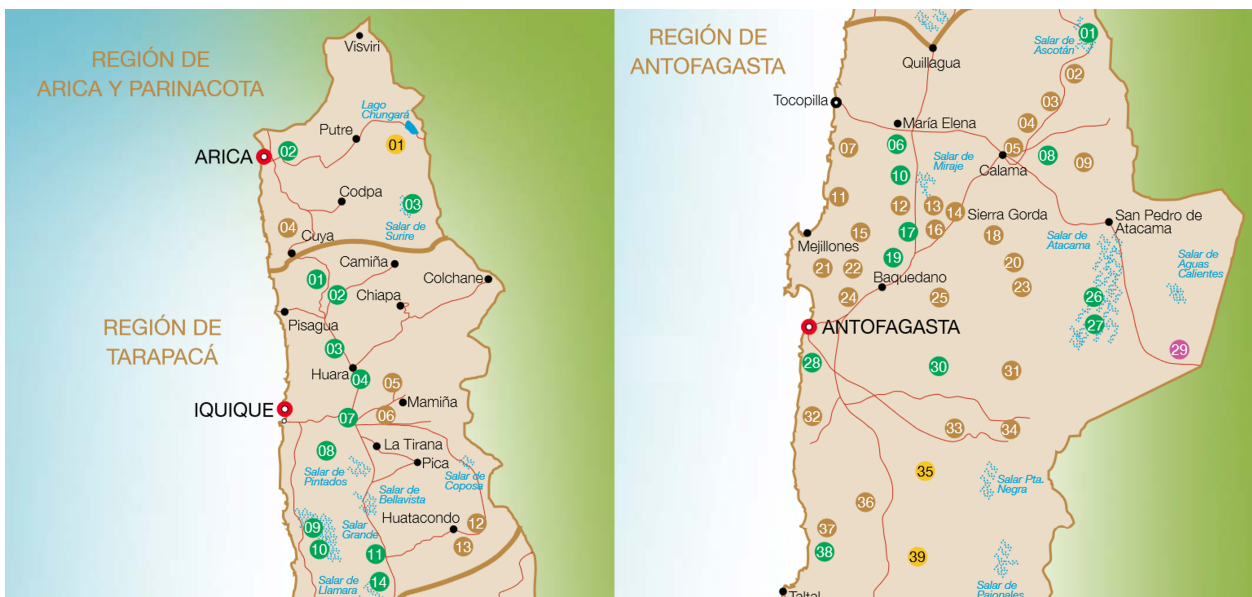 REGIÓN DE
ARICA Y PARINACOTA
Visviri
Lago
Chungará
Putre
01
ARICA
02
Codpa
03
Salar de
Surire
04
Cuya
Camiña
Colchane
01
02
Chiapa
Pisagua
REGIÓN DE
TARAPACÁ
03
Huara
04
05
Mamiña
IQUIQUE
06
07
La Tirana
08
Pica
Salar de
Pintados
Salar de
Coposa
Salar de
Bellavista
Huatacondo
12
09
Salar
Grande
13
10
11
14
Salar de
Llamara
REGIÓN DE
ANTOFAGASTA
Salar de
Ascotán
01
Quillagua
02
Tocopilla
03
María Elena
04
07
06
05
08
09
Salar de
Miraje
Calama
10
11
12
13
14
Sierra Gorda
San Pedro de
Atacama
15
17
16
18
Mejillones
Salar de
Atacama
Salar de
Aguas
Calientes
19
20
21
22
Baquedano
23
24
25
26
ANTOFAGASTA
27
29
28
30
31
32
33
34
35
Salar Pta.
Negra
36
37
38
39
Salar de
Pajonales
Taltal